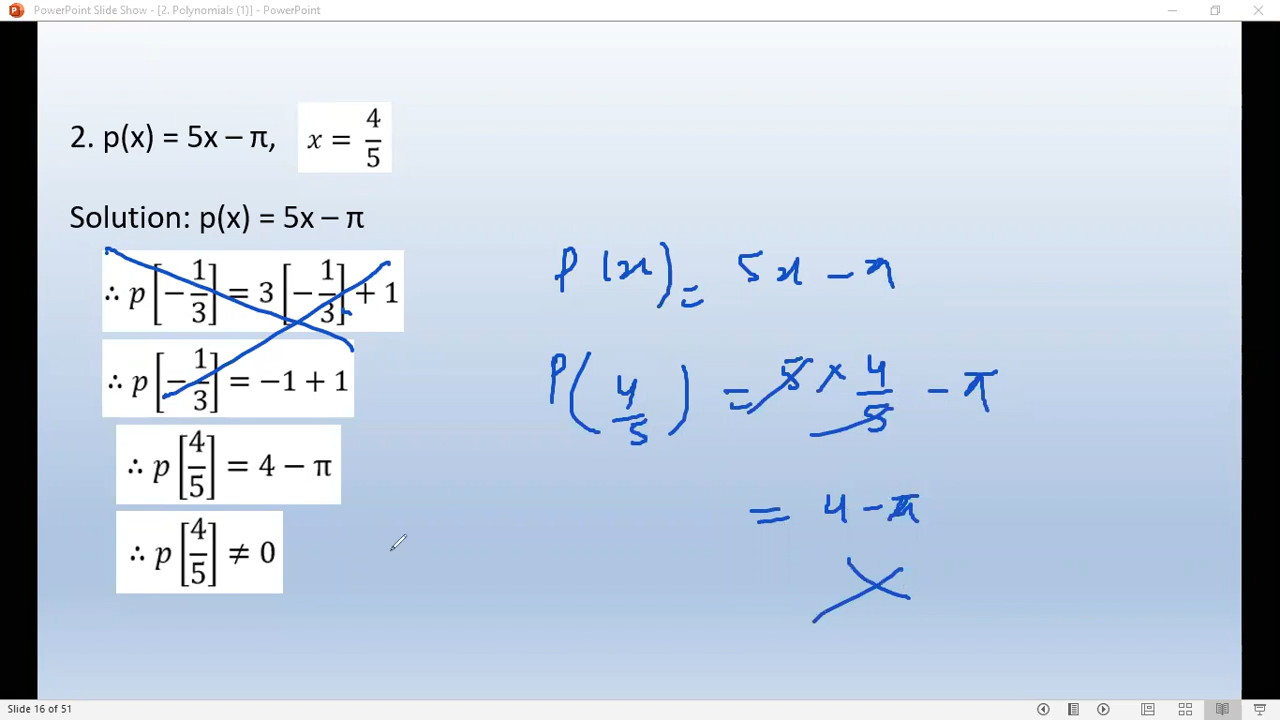 PowerPoint Slide Show - [2. Polynomials (1)] - PowerPoint
2. p(x) = 5x – π, x = 4/5
Solution: p(x) = 5x – π
∴ p[−1/3] = 3[−1/3] + 1
∴ p[−1/3] = −1 + 1
∴ p[4/5] = 4 − π
∴ p[4/5] ≠ 0
P(x) = 5x − π
P(4/5) = 5 × 4/5 − π
= 4 − π
Slide 16 of 51